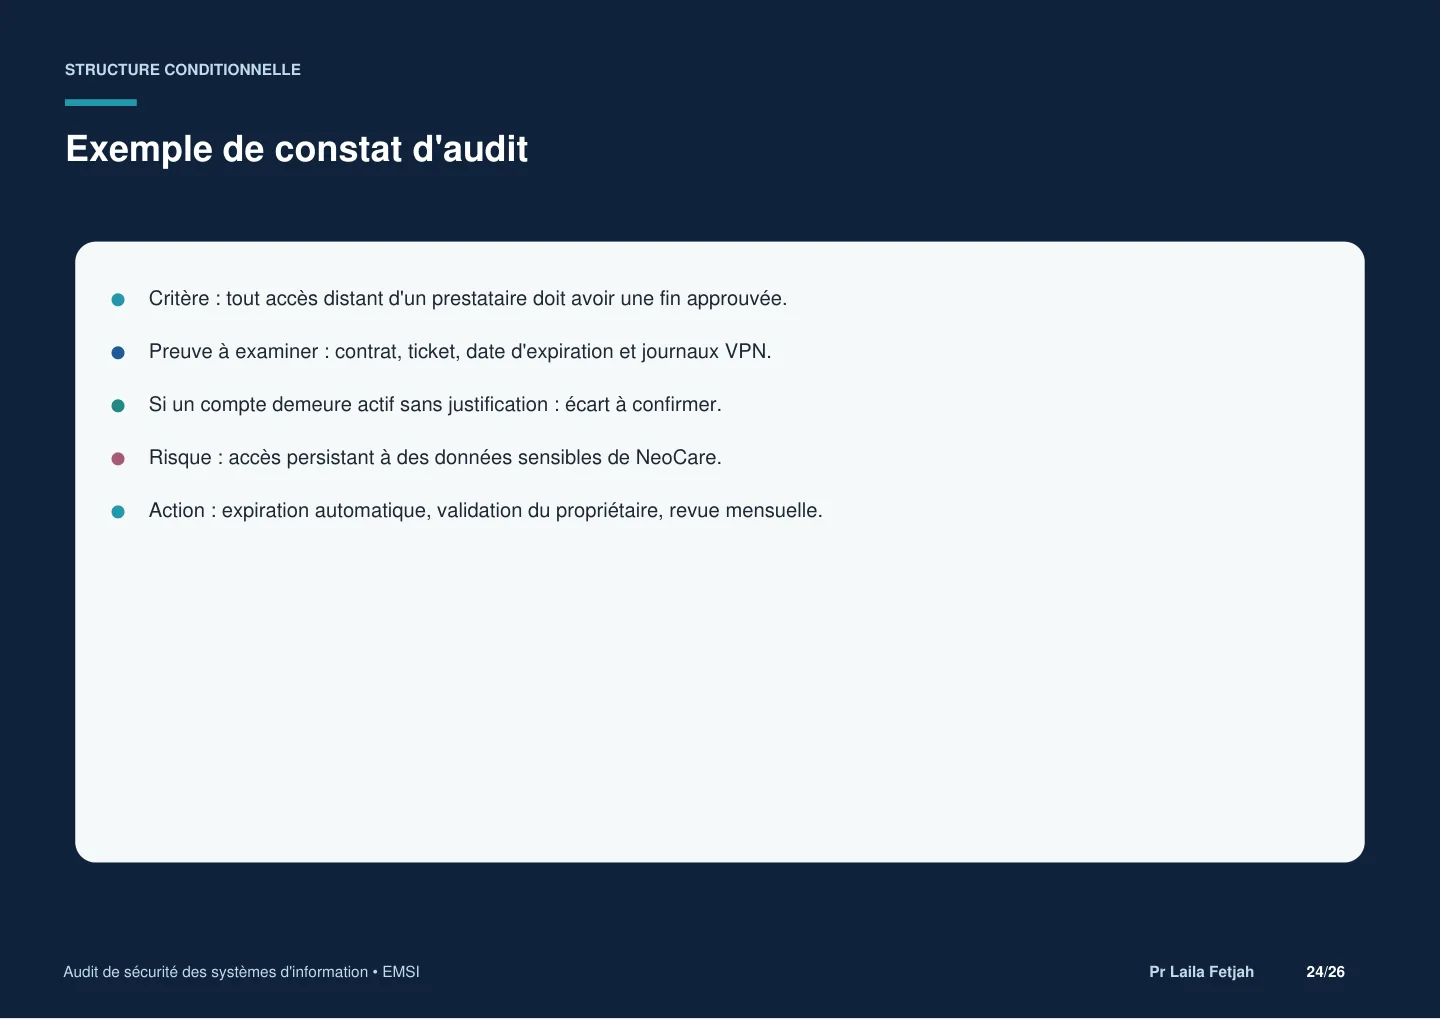 STRUCTURE CONDITIONNELLE
Exemple de constat d'audit
Critère : tout accès distant d'un prestataire doit avoir une fin approuvée.
Preuve à examiner : contrat, ticket, date d'expiration et journaux VPN.
Si un compte demeure actif sans justification : écart à confirmer.
Risque : accès persistant à des données sensibles de NeoCare.
Action : expiration automatique, validation du propriétaire, revue mensuelle.
Audit de sécurité des systèmes d'information • EMSI
Pr Laila Fetjah
24/26